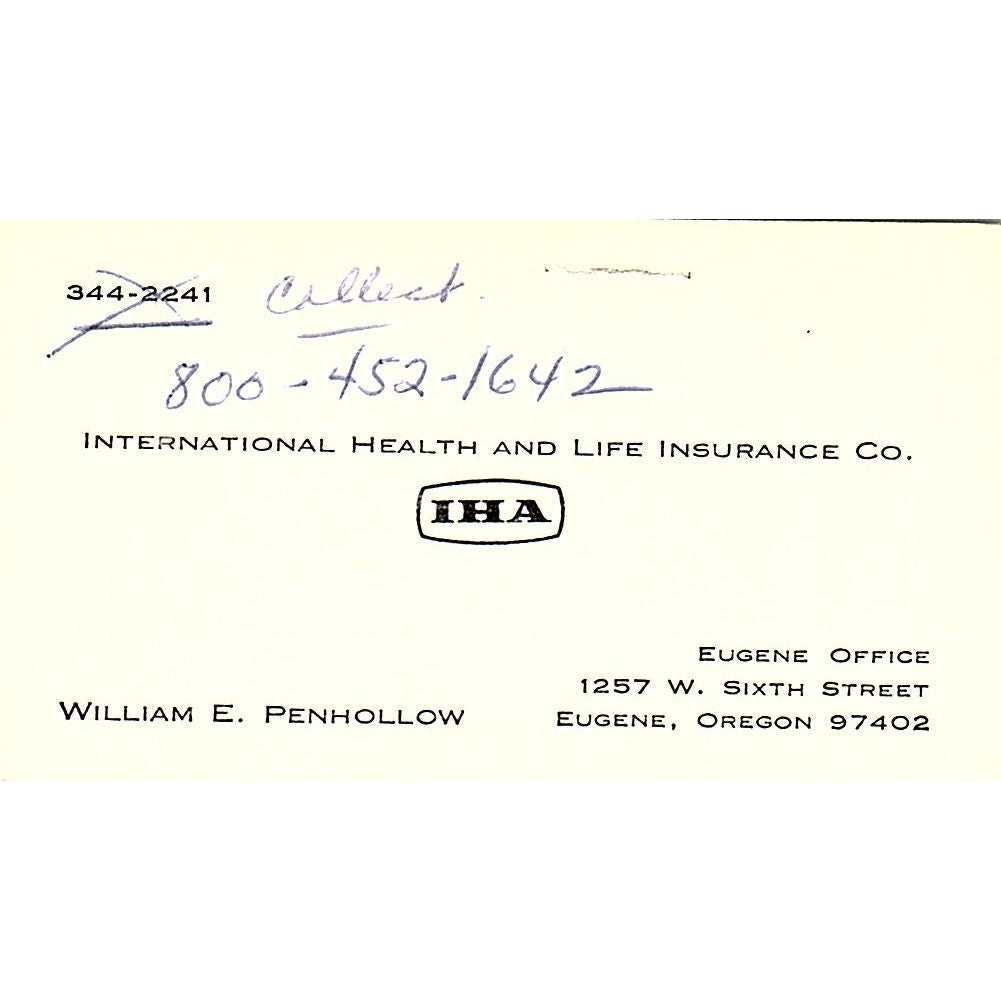 344-2241 Collect.
800-452-1642
INTERNATIONAL HEALTH AND LIFE INSURANCE CO.
IHA
EUGENE OFFICE
1257 W. SIXTH STREET
WILLIAM E. PENHOLLOW EUGENE, OREGON 97402